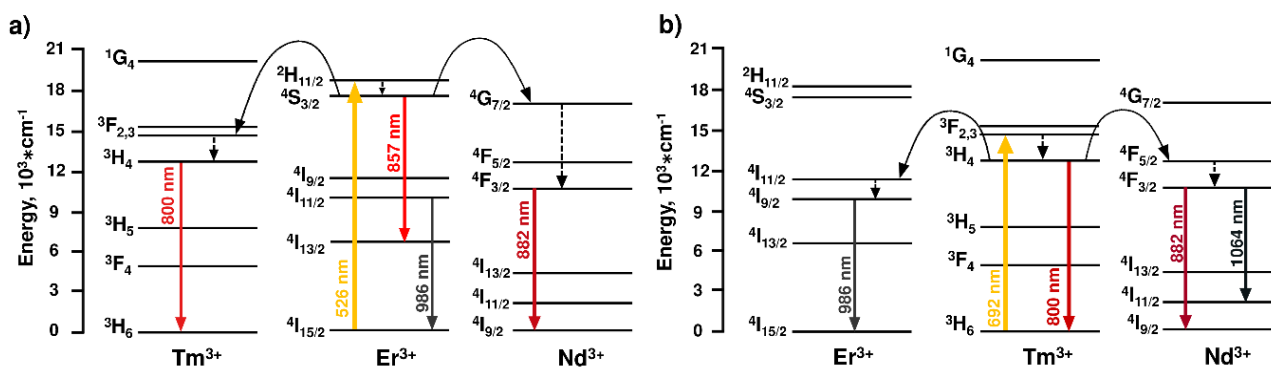 a)
Energy, 10³*cm⁻¹
21
18
15
12
9
6
3
0
¹G₄
³F₂,₃
³H₄
³H₅
³F₄
³H₆
800 nm
Tm³⁺
²H₁₁/₂
⁴S₃/₂
⁴I₉/₂
⁴I₁₁/₂
⁴I₁₃/₂
⁴I₁₅/₂
526 nm
857 nm
986 nm
Er³⁺
⁴G₇/₂
⁴F₅/₂
⁴F₃/₂
⁴I₁₃/₂
⁴I₁₁/₂
⁴I₉/₂
882 nm
Nd³⁺
b)
Energy, 10³*cm⁻¹
21
18
15
12
9
6
3
0
²H₁₁/₂
⁴S₃/₂
⁴I₁₁/₂
⁴I₉/₂
⁴I₁₃/₂
⁴I₁₅/₂
986 nm
Er³⁺
¹G₄
³F₂,₃
³H₄
³H₅
³F₄
³H₆
692 nm
800 nm
Tm³⁺
⁴G₇/₂
⁴F₅/₂
⁴F₃/₂
⁴I₁₃/₂
⁴I₁₁/₂
⁴I₉/₂
882 nm
1064 nm
Nd³⁺